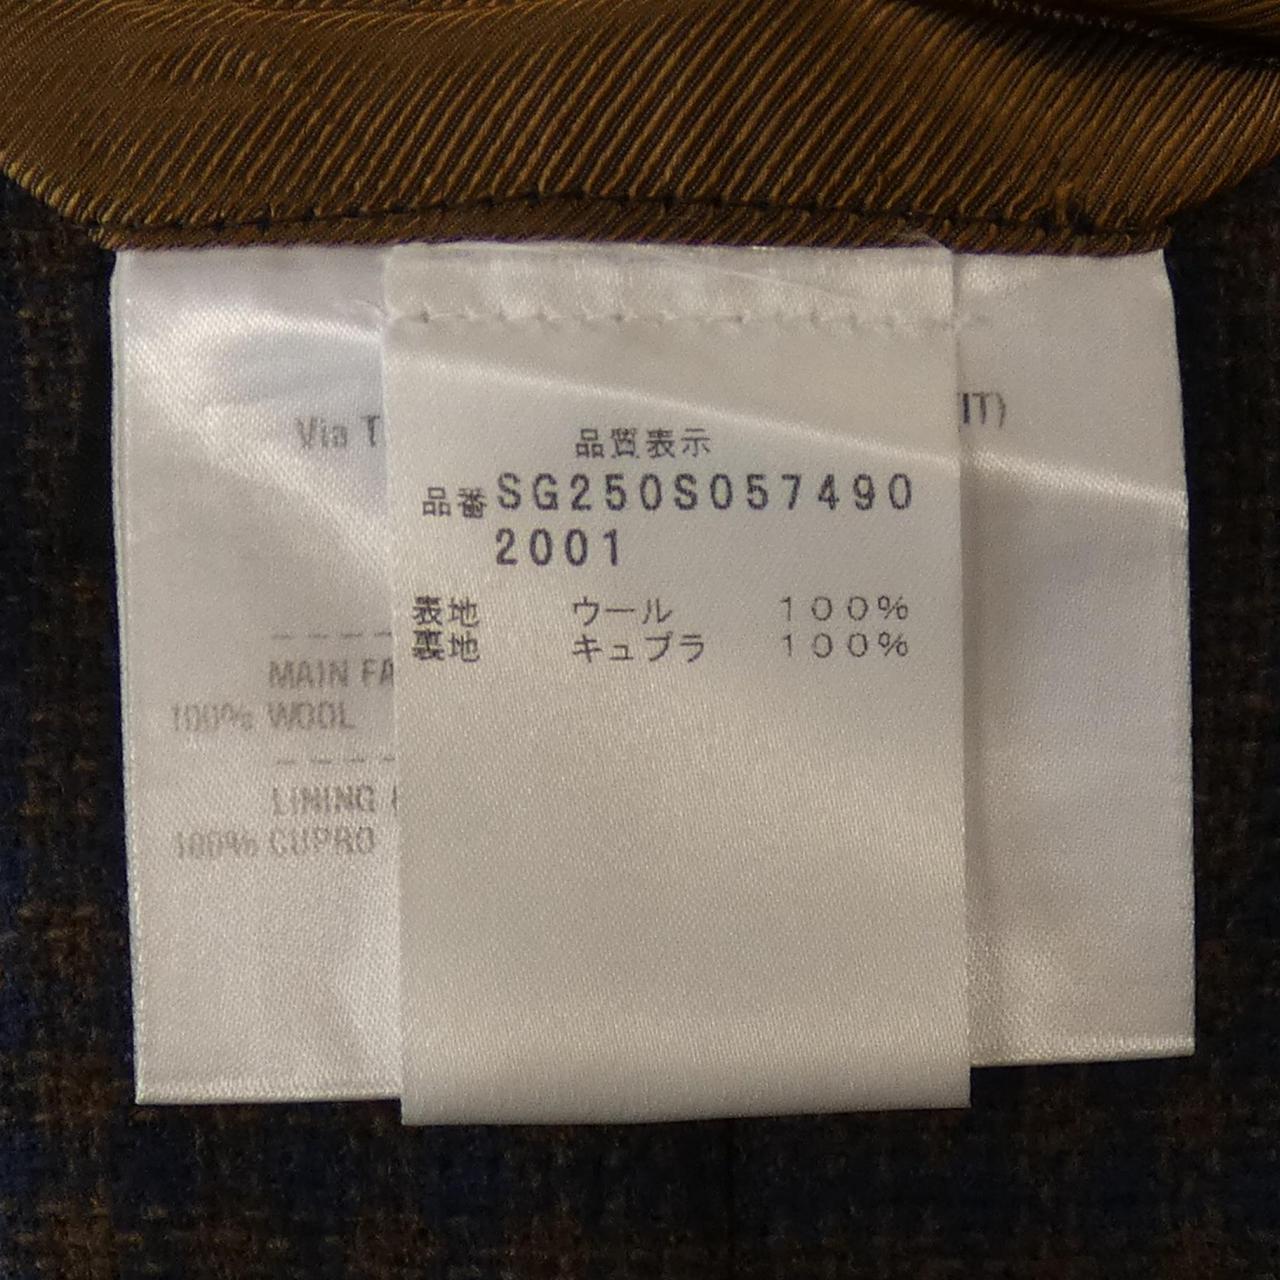 Via T
IT)
品質表示
品番 SG250S057490
2001
表地 ウール 100%
裏地 キュプラ 100%
MAIN FA
100% WOOL
LINING
100% CUPRO